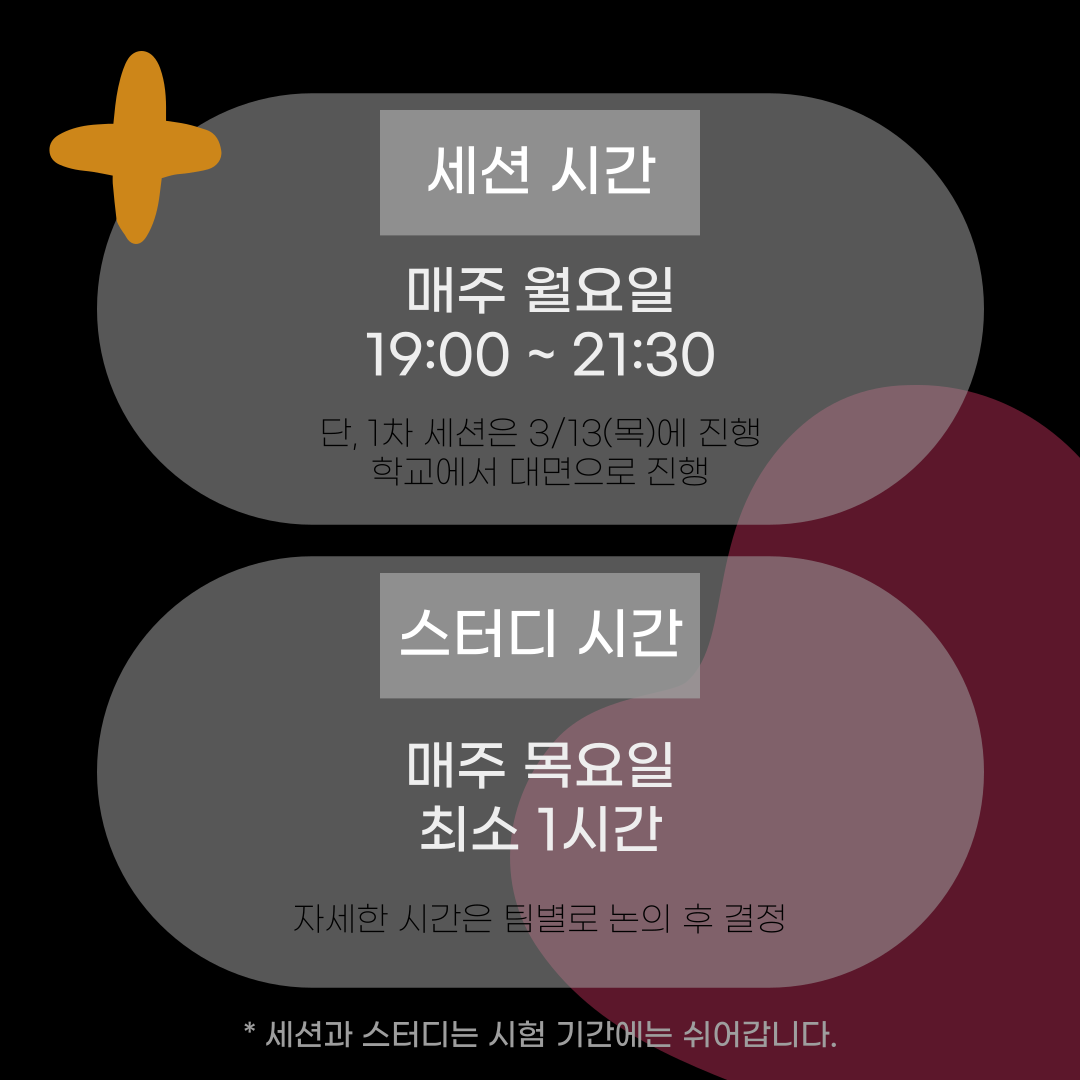 세션 시간
매주 월요일
19:00 ~ 21:30
단, 1차 세션은 3/13(목)에 진행
학교에서 대면으로 진행
스터디 시간
매주 목요일
최소 1시간
자세한 시간은 팀별로 논의 후 결정
* 세션과 스터디는 시험 기간에는 쉬어갑니다.